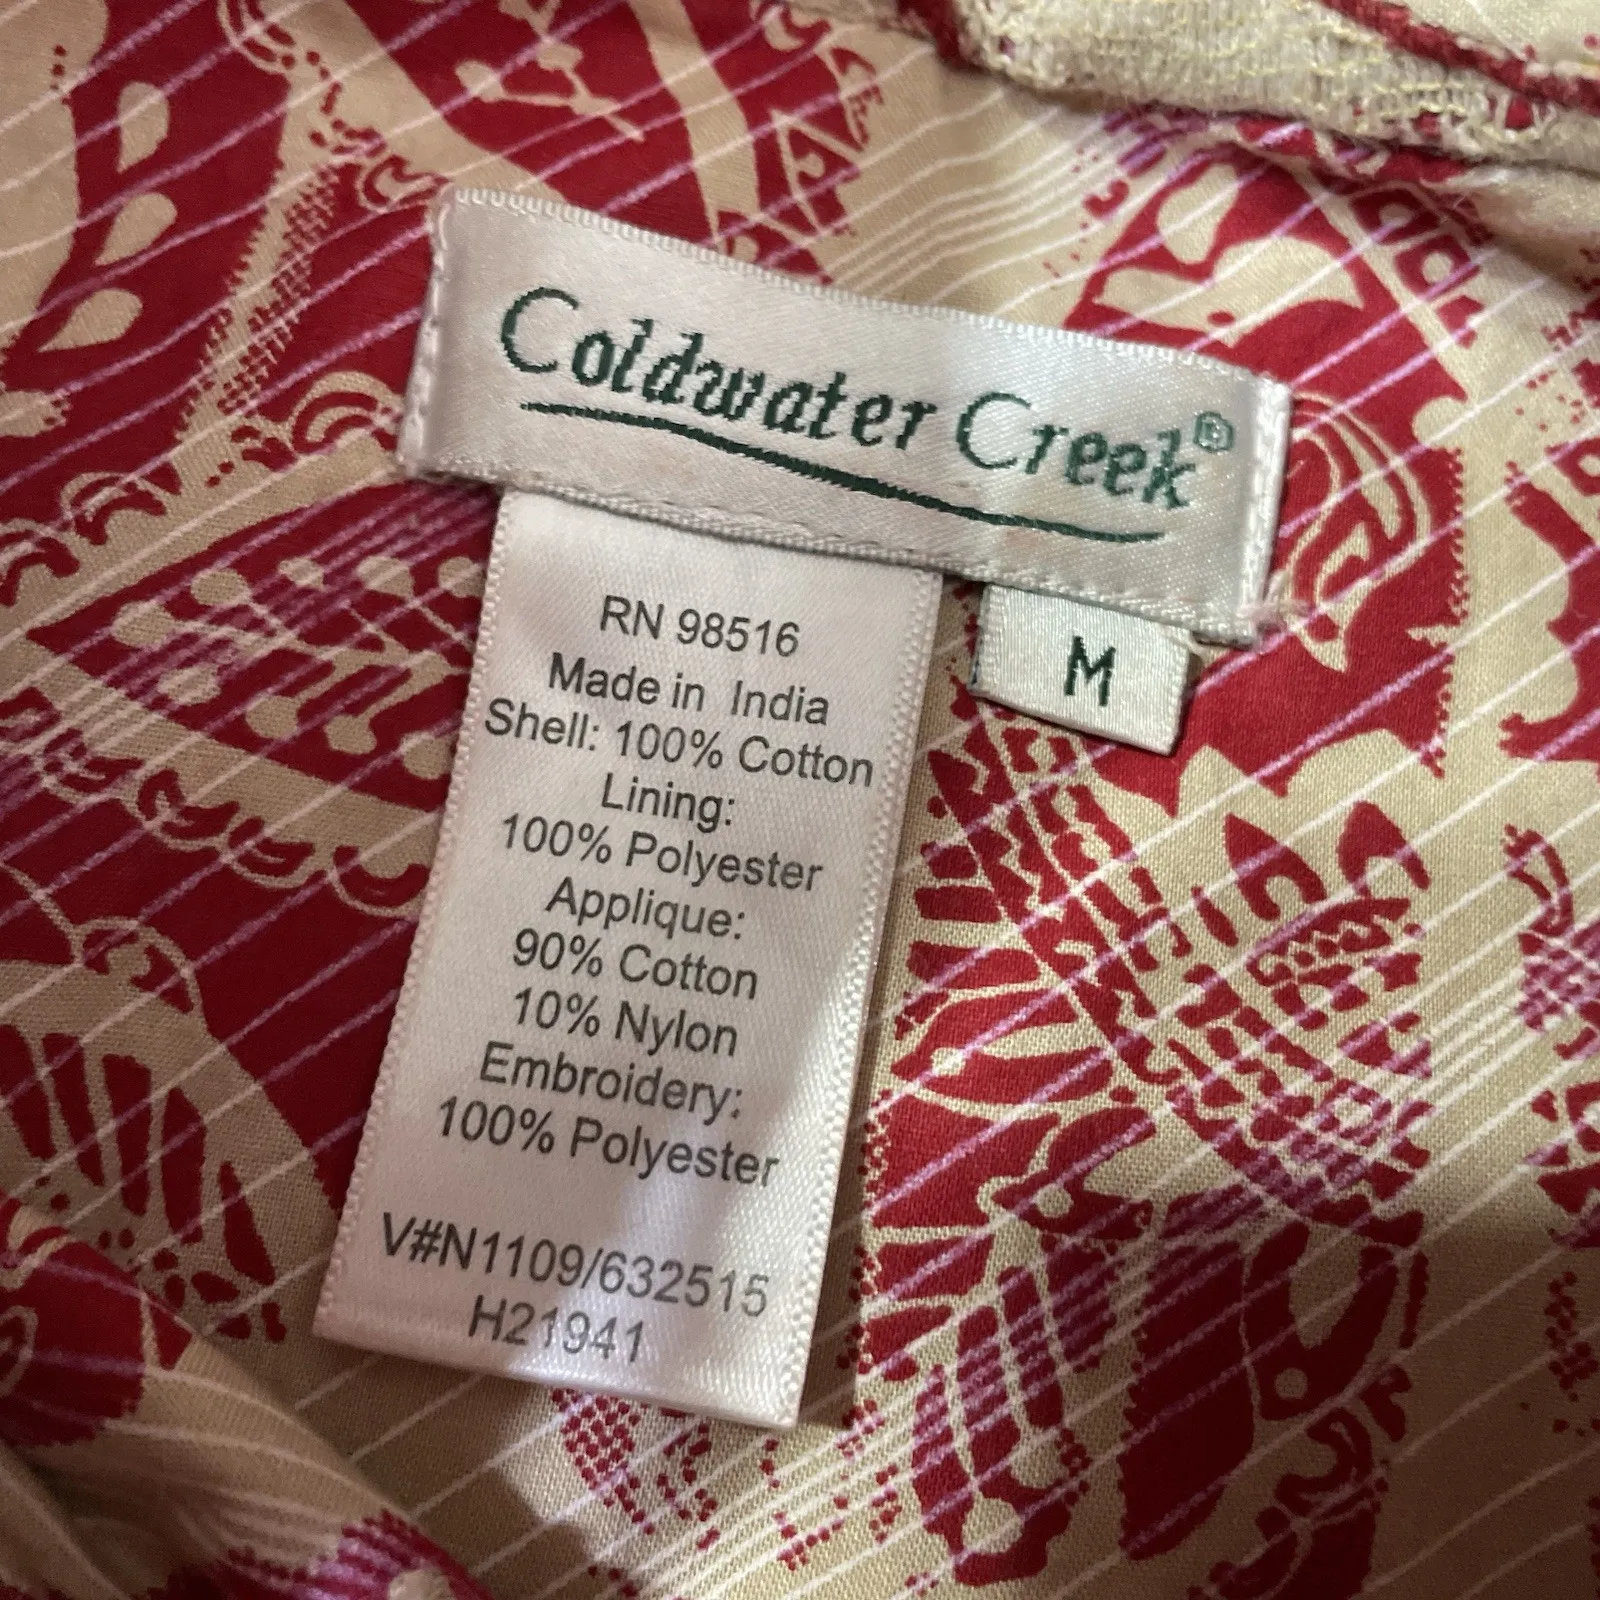 Coldwater Creek®
M
RN 98516
Made in India
Shell: 100% Cotton
Lining:
100% Polyester
Applique:
90% Cotton
10% Nylon
Embroidery:
100% Polyester
V#N1109/632515
H21941